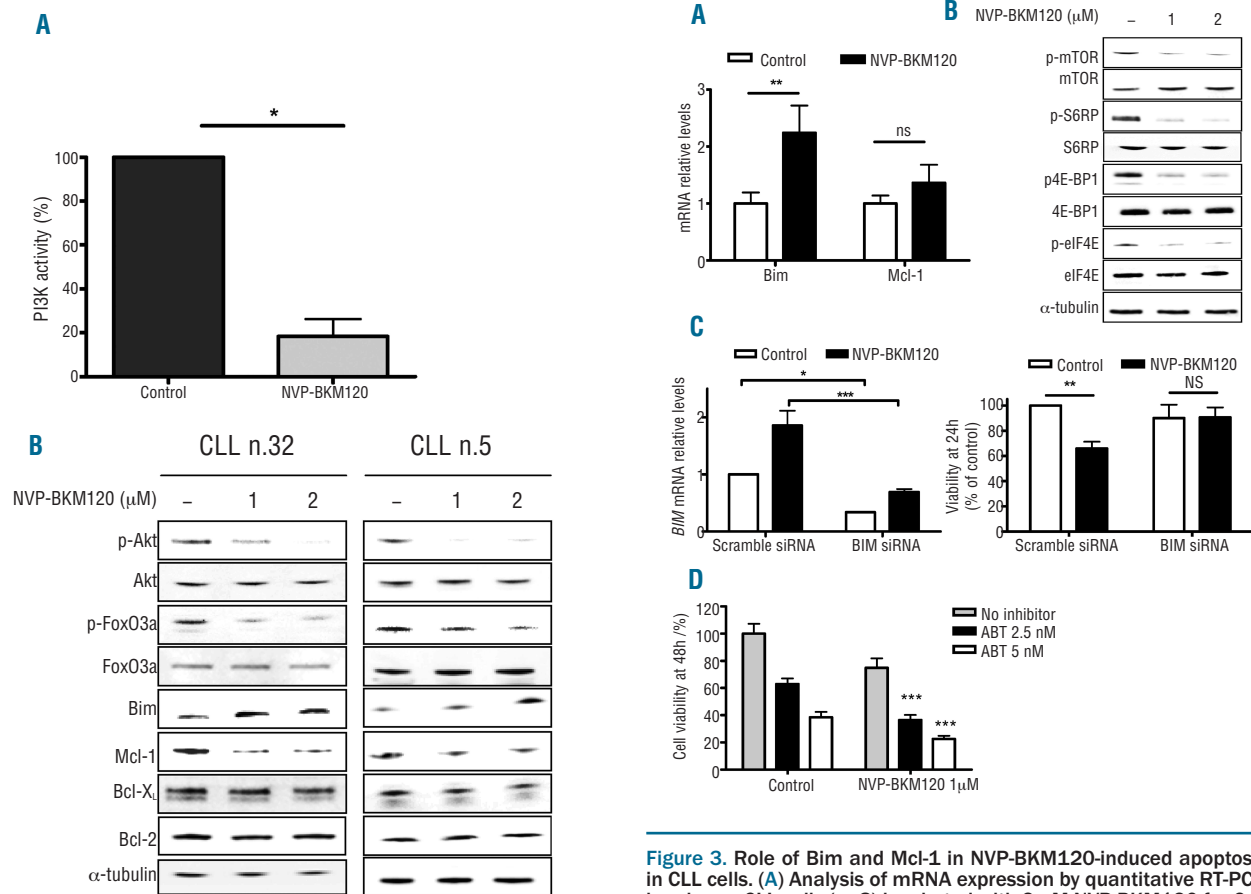 A
*
PI3K activity (%)
100
80
60
40
20
0
Control
NVP-BKM120
B
CLL n.32
CLL n.5
NVP-BKM120 (μM)
– 1 2
– 1 2
p-Akt
Akt
p-FoxO3a
FoxO3a
Bim
Mcl-1
Bcl-XL
Bcl-2
α-tubulin
A
Control NVP-BKM120
mRNA relative levels
3
2
1
0
**
ns
Bim
Mcl-1
B
NVP-BKM120 (μM) – 1 2
p-mTOR
mTOR
p-S6RP
S6RP
p4E-BP1
4E-BP1
p-eIF4E
eIF4E
α-tubulin
C
Control NVP-BKM120
BIM mRNA relative levels
2
1
0
*
***
Scramble siRNA
BIM siRNA
Control NVP-BKM120
Viability at 24h
(% of control)
100
80
60
40
20
0
**
NS
Scramble siRNA
BIM siRNA
D
Cell viability at 48h /%)
120
100
80
60
40
20
0
No inhibitor
ABT 2.5 nM
ABT 5 nM
***
***
Control
NVP-BKM120 1μM
Figure 3. Role of Bim and Mcl-1 in NVP-BKM120-induced apoptos
in CLL cells. (A) Analysis of mRNA expression by quantitative RT-PC